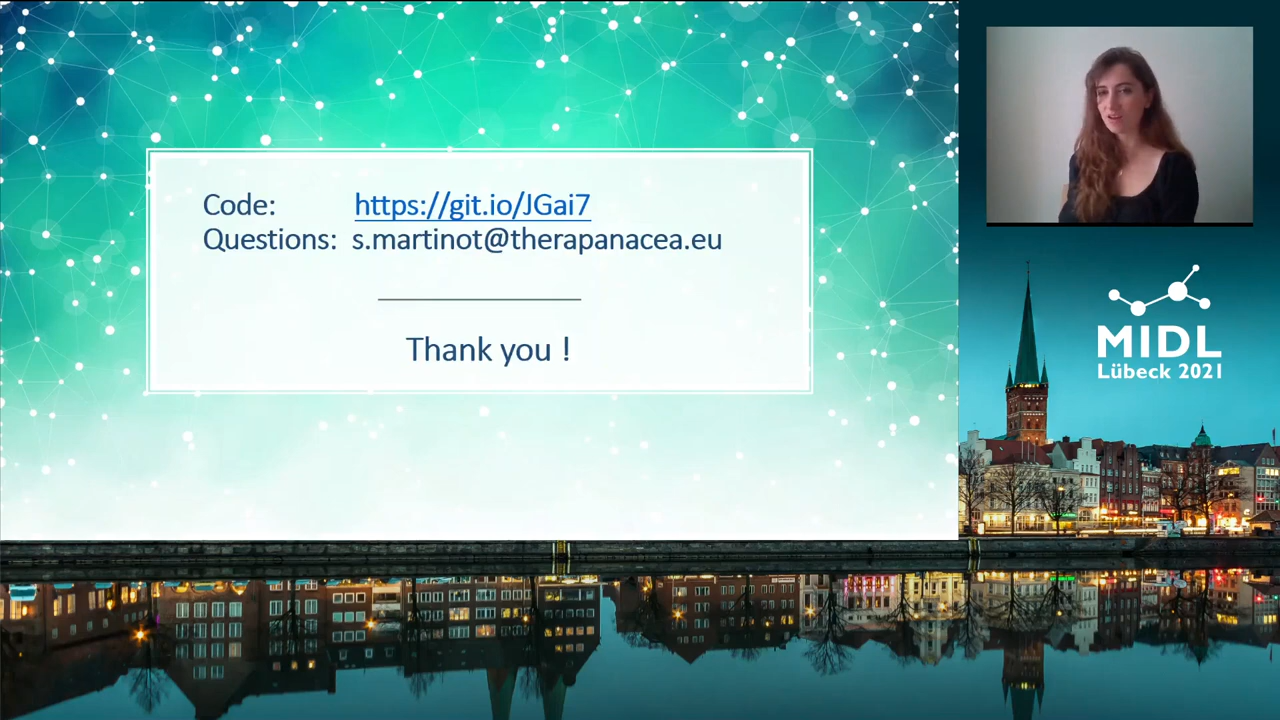 Code: https://git.io/JGai7
Questions: s.martinot@therapanacea.eu
Thank you !
MIDL
Lübeck 2021